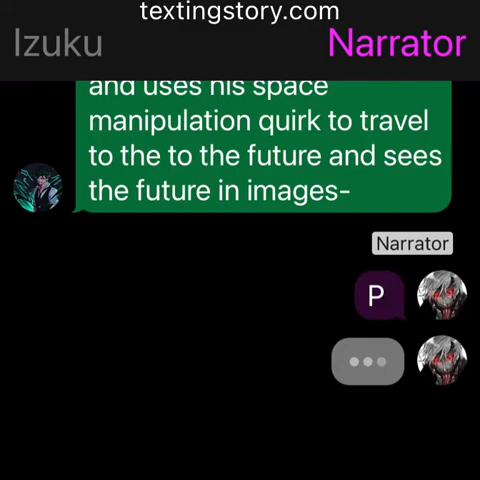 textingstory.com
Izuku
Narrator
and uses his space
manipulation quirk to travel
to the to the future and sees
the future in images-
Narrator
P